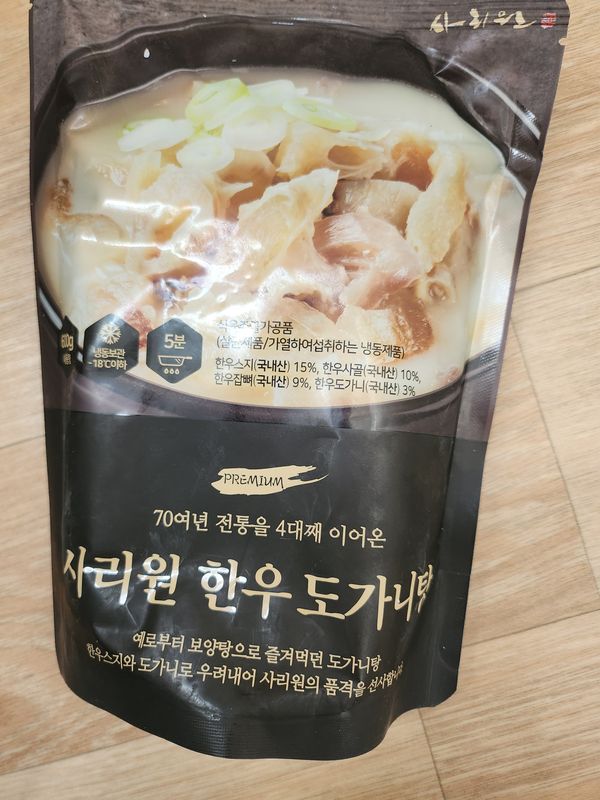 사리원
600g
냉동보관
-18℃이하
5분
(살균제품/가열하여섭취하는 냉동제품)
한우스지(국내산) 15%, 한우사골(국내산) 10%,
한우잡뼈(국내산) 9%, 한우도가니(국내산) 3%
PREMIUM
70여년 전통을 4대째 이어온
사리원 한우 도가니탕
예로부터 보양탕으로 즐겨먹던 도가니탕
한우스지와 도가니로 우려내어 사리원의 품격을 선사합니다